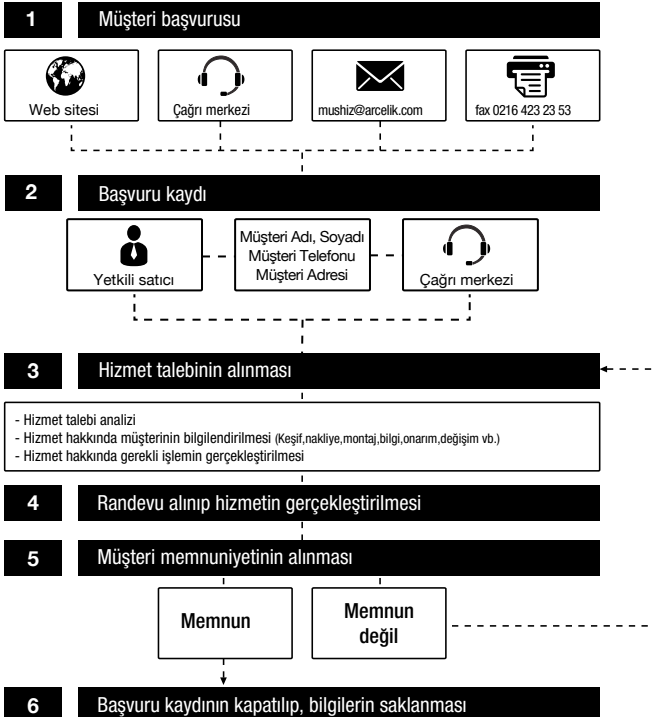 1 Müşteri başvurusu
Web sitesi
Çağrı merkezi
mushiz@arcelik.com
fax 0216 423 23 53
2 Başvuru kaydı
Yetkili satıcı
Müşteri Adı, Soyadı
Müşteri Telefonu
Müşteri Adresi
Çağrı merkezi
3 Hizmet talebinin alınması
- Hizmet talebi analizi
- Hizmet hakkında müşterinin bilgilendirilmesi (Keşif,nakliye,montaj,bilgi,onarım,değişim vb.)
- Hizmet hakkında gerekli işlemin gerçekleştirilmesi
4 Randevu alınıp hizmetin gerçekleştirilmesi
5 Müşteri memnuniyetinin alınması
Memnun
Memnun
değil
6 Başvuru kaydının kapatılıp, bilgilerin saklanması